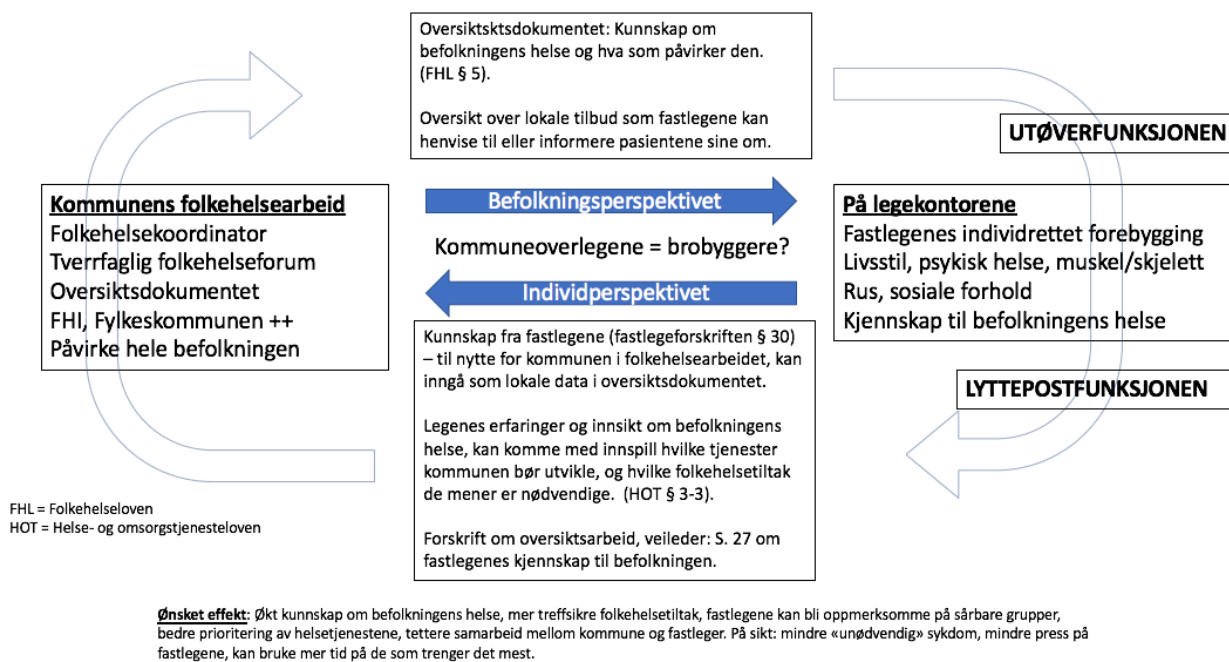 Oversiktsktsdokumentet: Kunnskap om
befolkningens helse og hva som påvirker den.
(FHL § 5).
Oversikt over lokale tilbud som fastlegene kan
henvise til eller informere pasientene sine om.
UTØVERFUNKSJONEN
Kommunens folkehelsearbeid
Folkehelsekoordinator
Tverrfaglig folkehelseforum
Oversiktsdokumentet
FHI, Fylkeskommunen ++
Påvirke hele befolkningen
Befolkningsperspektivet
Kommuneoverlegene = brobyggere?
Individperspektivet
På legekontorene
Fastlegenes individrettet forebygging
Livsstil, psykisk helse, muskel/skjelett
Rus, sosiale forhold
Kjennskap til befolkningens helse
Kunnskap fra fastlegene (fastlegeforskriften § 30)
– til nytte for kommunen i folkehelsearbeidet, kan
inngå som lokale data i oversiktsdokumentet.
Legenes erfaringer og innsikt om befolkningens
helse, kan komme med innspill hvilke tjenester
kommunen bør utvikle, og hvilke folkehelsetiltak
de mener er nødvendige. (HOT § 3-3).
Forskrift om oversiktsarbeid, veileder: S. 27 om
fastlegenes kjennskap til befolkningen.
LYTTEPOSTFUNKSJONEN
FHL = Folkehelseloven
HOT = Helse- og omsorgstjenesteloven
Ønsket effekt: Økt kunnskap om befolkningens helse, mer treffsikre folkehelsetiltak, fastlegene kan bli oppmerksomme på sårbare grupper,
bedre prioritering av helsetjenestene, tettere samarbeid mellom kommune og fastleger. På sikt: mindre «unødvendig» sykdom, mindre press på
fastlegene, kan bruke mer tid på de som trenger det mest.